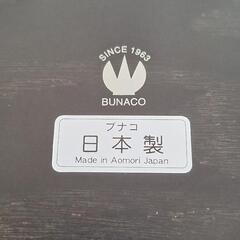 SINCE 1963
BUNACO
ブナコ
日本製
Made in Aomori Japan